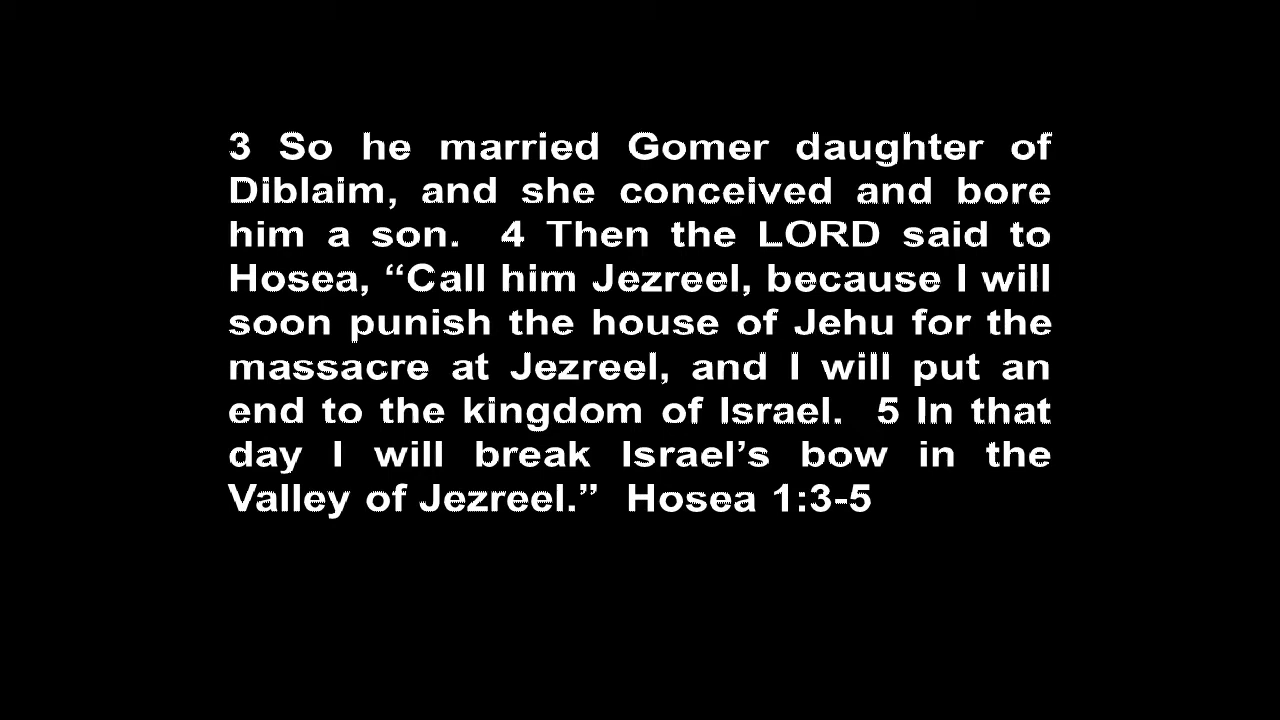 3 So he married Gomer daughter of
Diblaim, and she conceived and bore
him a son. 4 Then the LORD said to
Hosea, “Call him Jezreel, because I will
soon punish the house of Jehu for the
massacre at Jezreel, and I will put an
end to the kingdom of Israel. 5 In that
day I will break Israel’s bow in the
Valley of Jezreel.” Hosea 1:3-5